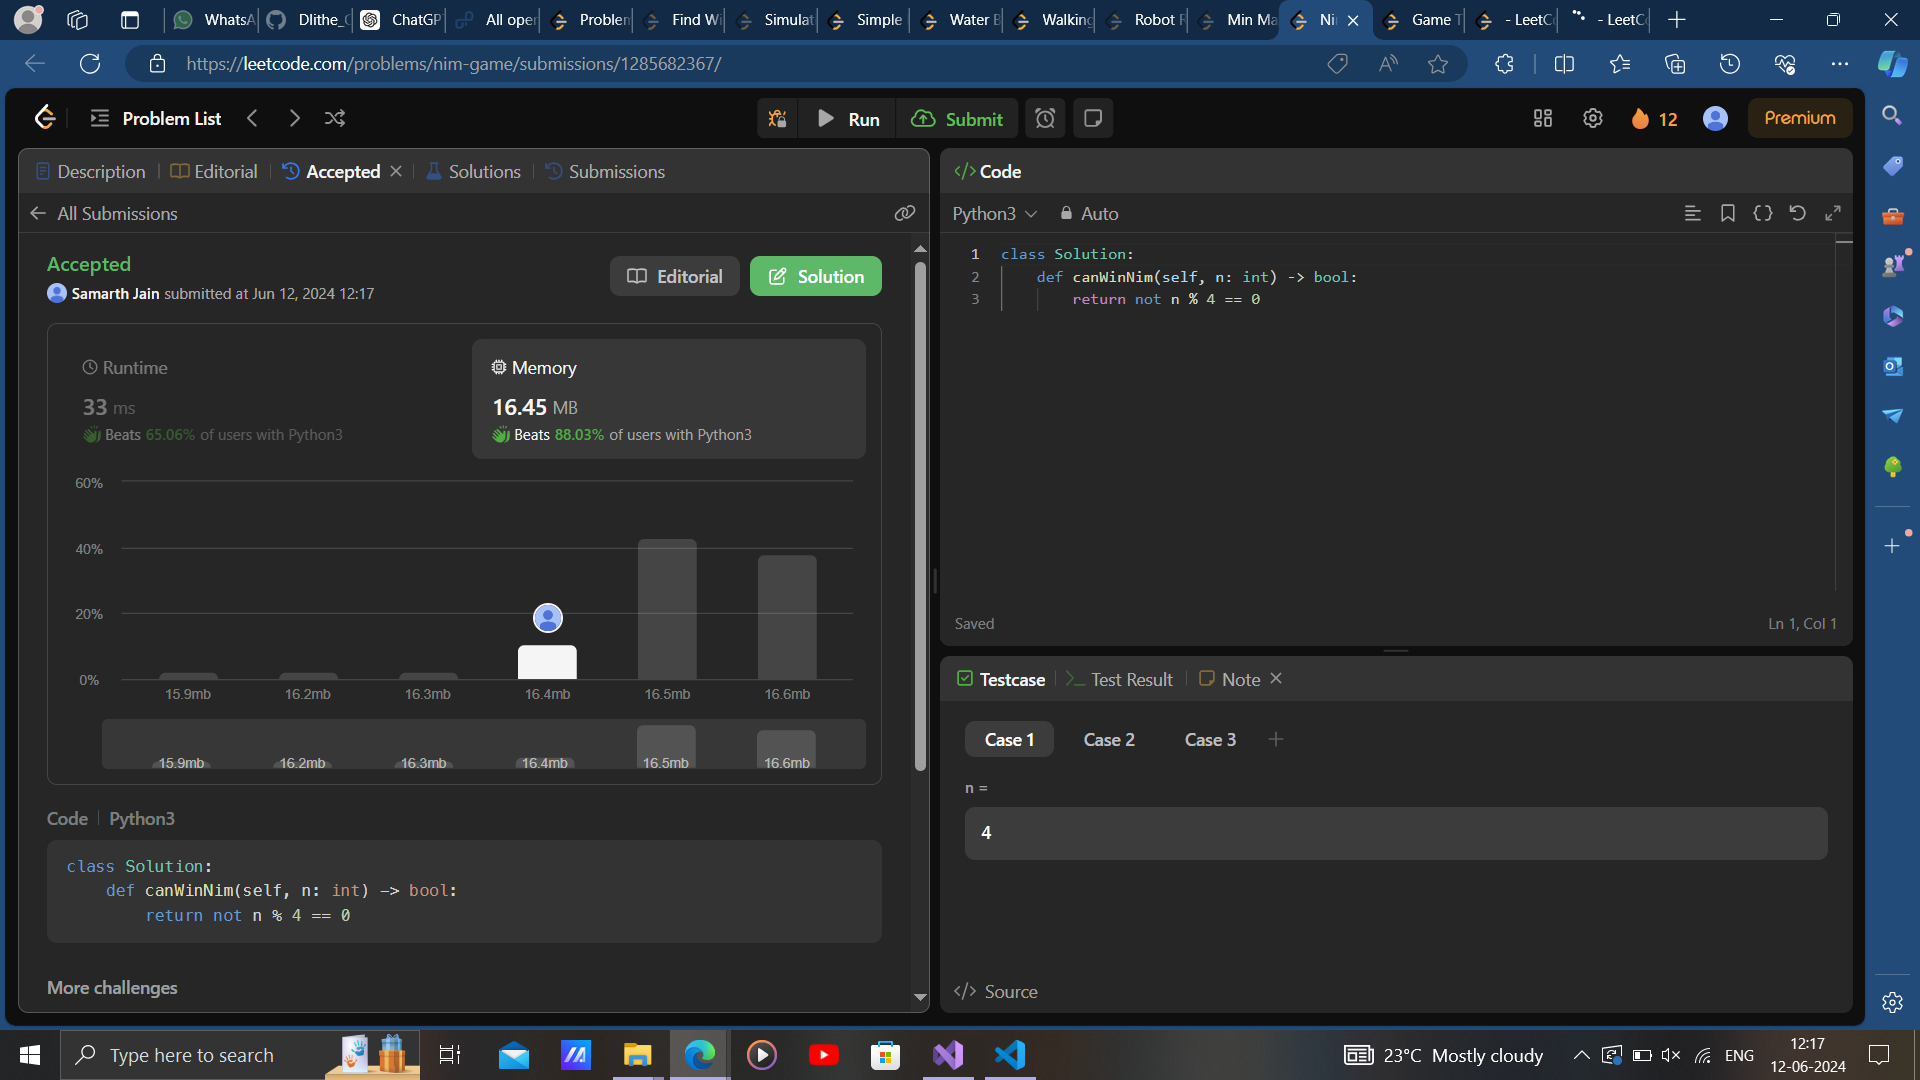 WhatsA
Dlithe_C
ChatGP
All oper
Problem
Find Wi
Simulat
Simple
Water B
Walking
Robot R
Min Ma
Ni
Game T
- LeetCo
- LeetCo
https://leetcode.com/problems/nim-game/submissions/1285682367/
Problem List
Run
Submit
12
Premium
Description
Editorial
Accepted
Solutions
Submissions
All Submissions
Accepted
Samarth Jain submitted at Jun 12, 2024 12:17
Editorial
Solution
Runtime
33 ms
Beats 65.06% of users with Python3
Memory
16.45 MB
Beats 88.03% of users with Python3
60%
40%
20%
0%
15.9mb 16.2mb 16.3mb 16.4mb 16.5mb 16.6mb
15.9mb 16.2mb 16.3mb 16.4mb 16.5mb 16.6mb
Code Python3
class Solution:
def canWinNim(self, n: int) -> bool:
return not n % 4 == 0
More challenges
</> Code
Python3 Auto
1 class Solution:
2 def canWinNim(self, n: int) -> bool:
3 return not n % 4 == 0
Saved
Ln 1, Col 1
Testcase
>_ Test Result
Note
Case 1 Case 2 Case 3
n =
4
</> Source
Type here to search
23°C Mostly cloudy
ENG
12:17
12-06-2024